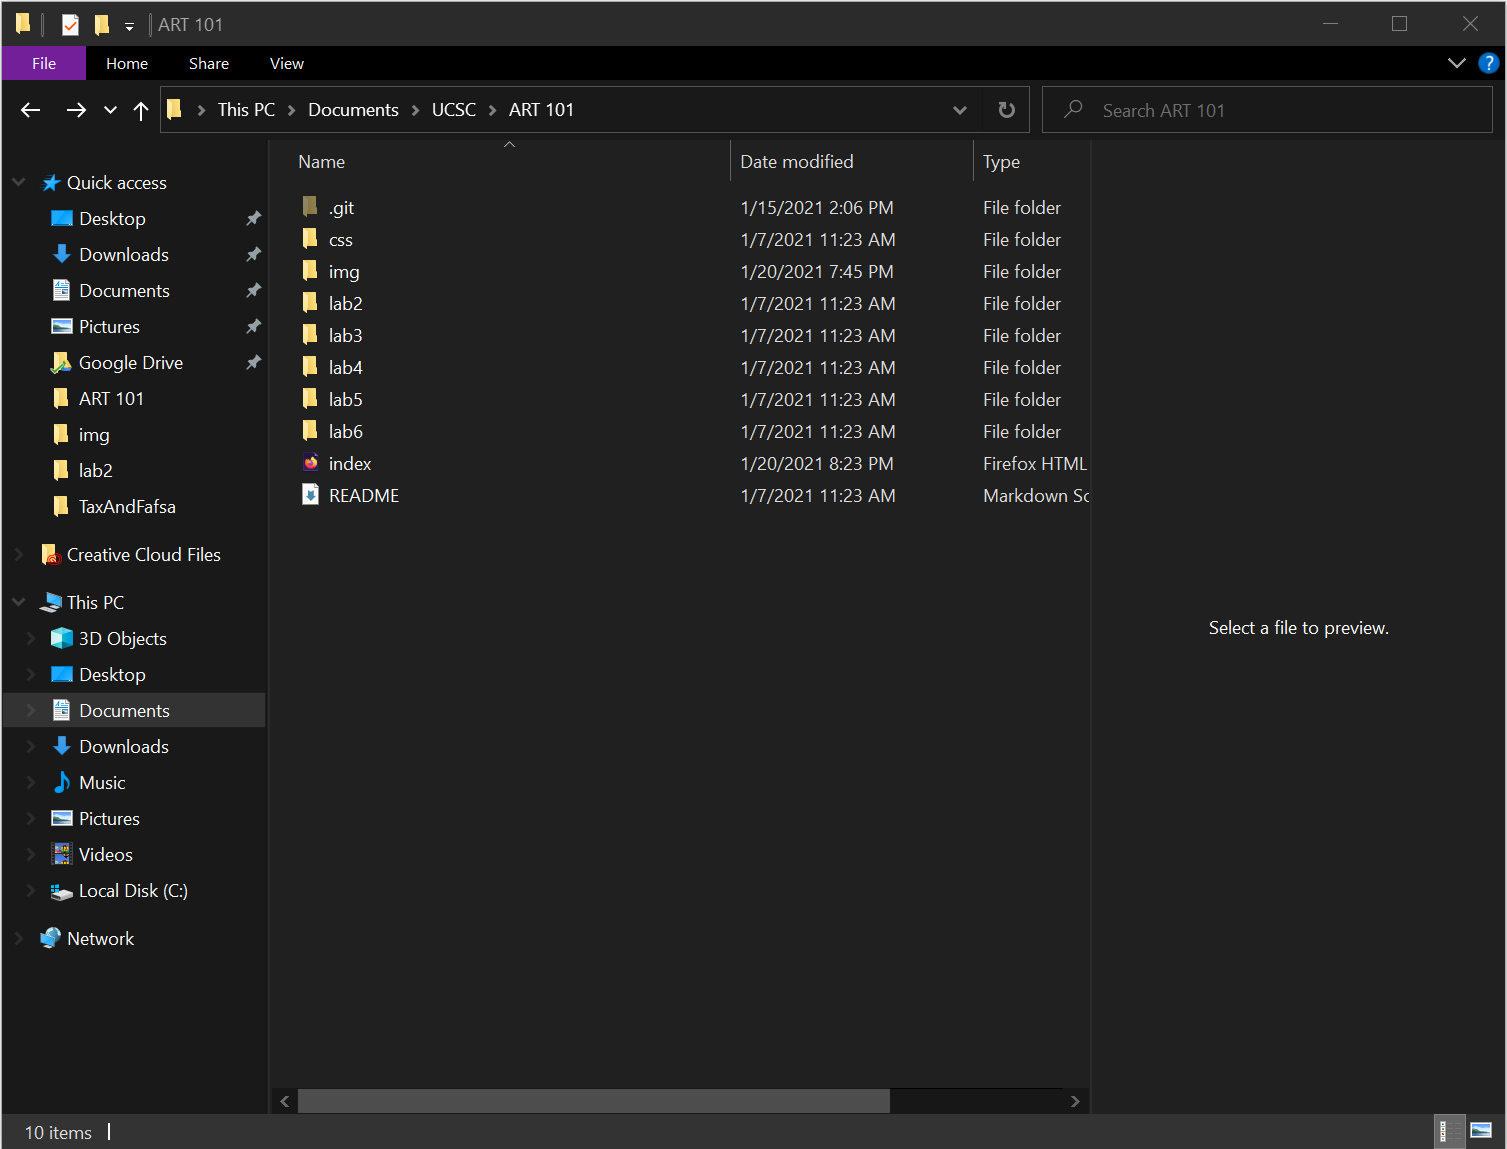 ART 101
File Home Share View ?
This PC Documents UCSC ART 101
Search ART 101
Quick access
Desktop
Downloads
Documents
Pictures
Google Drive
ART 101
img
lab2
TaxAndFafsa
Creative Cloud Files
This PC
3D Objects
Desktop
Documents
Downloads
Music
Pictures
Videos
Local Disk (C:)
Network
Name Date modified Type
.git 1/15/2021 2:06 PM File folder
css 1/7/2021 11:23 AM File folder
img 1/20/2021 7:45 PM File folder
lab2 1/7/2021 11:23 AM File folder
lab3 1/7/2021 11:23 AM File folder
lab4 1/7/2021 11:23 AM File folder
lab5 1/7/2021 11:23 AM File folder
lab6 1/7/2021 11:23 AM File folder
index 1/20/2021 8:23 PM Firefox HTML
README 1/7/2021 11:23 AM Markdown Sc
Select a file to preview.
10 items